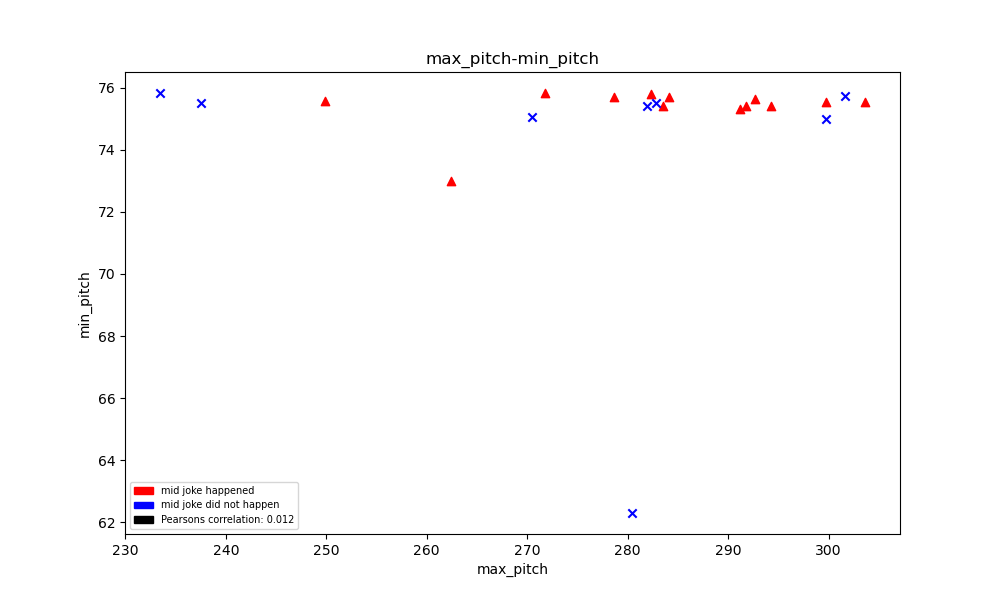 max_pitch-min_pitch
76
74
72
70
68
66
64
62
min_pitch
mid joke happened
mid joke did not happen
Pearsons correlation: 0.012
230 240 250 260 270 280 290 300
max_pitch